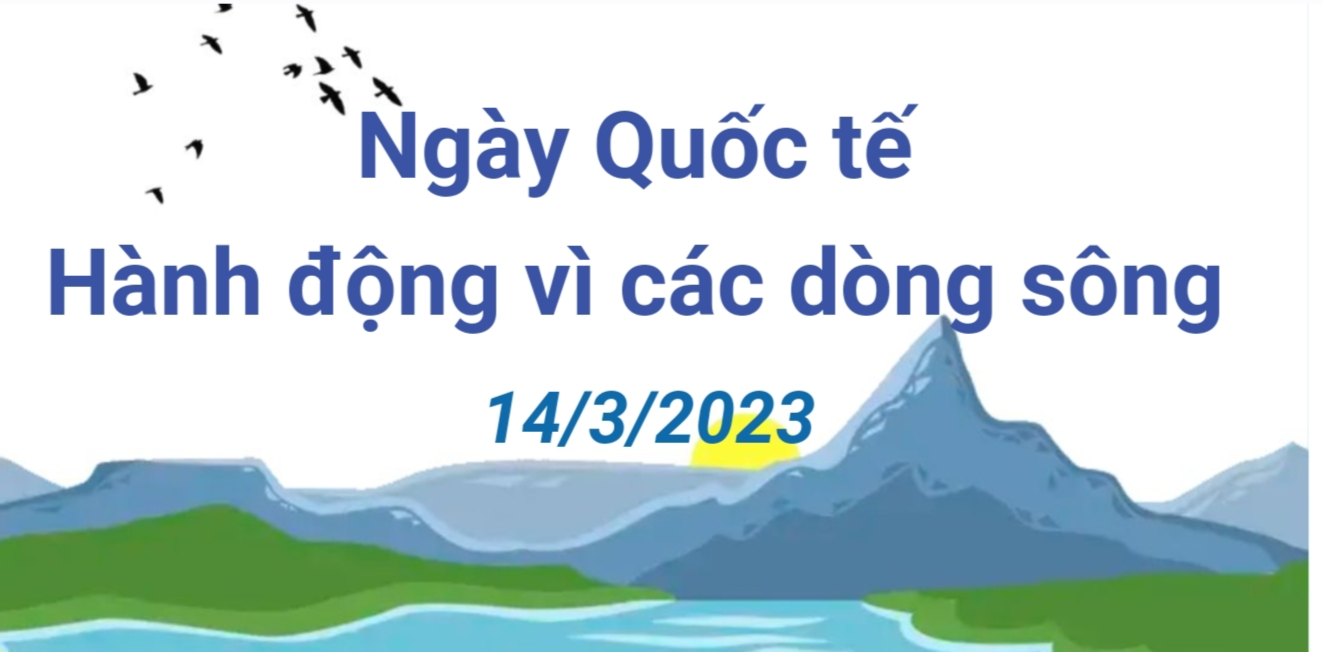 Ngày Quốc tế
Hành động vì các dòng sông
14/3/2023